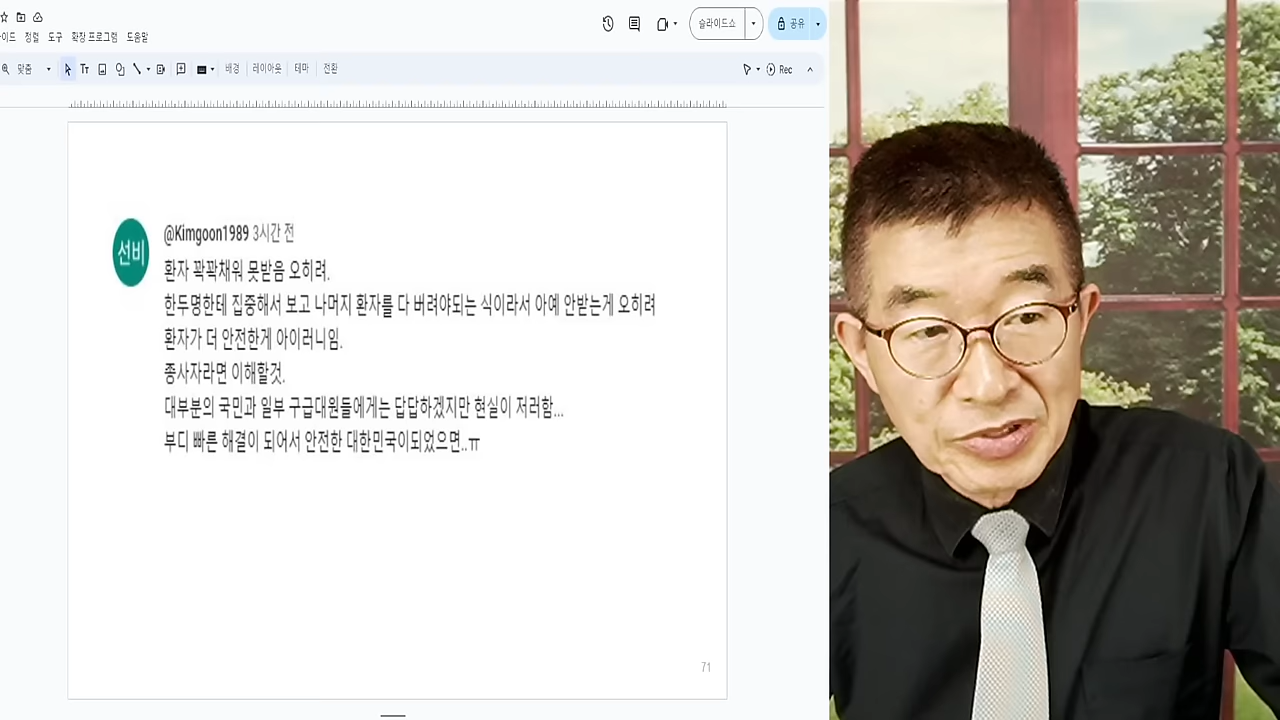 이드 정렬 도구 확장 프로그램 도움말
슬라이드쇼
공유
맞춤
Tт
배경
레이아웃
테마
전환
Rec
선비
@Kimgoon1989 3시간 전
환자 꽉꽉채워 못받음 오히려.
한두명한테 집중해서 보고 나머지 환자를 다 버려야되는 식이라서 아예 안받는게 오히려
환자가 더 안전한게 아이러니임.
종사자라면 이해할것.
대부분의 국민과 일부 구급대원들에게는 답답하겠지만 현실이 저러함...
부디 빠른 해결이 되어서 안전한 대한민국이되었으면..ㅠ
71